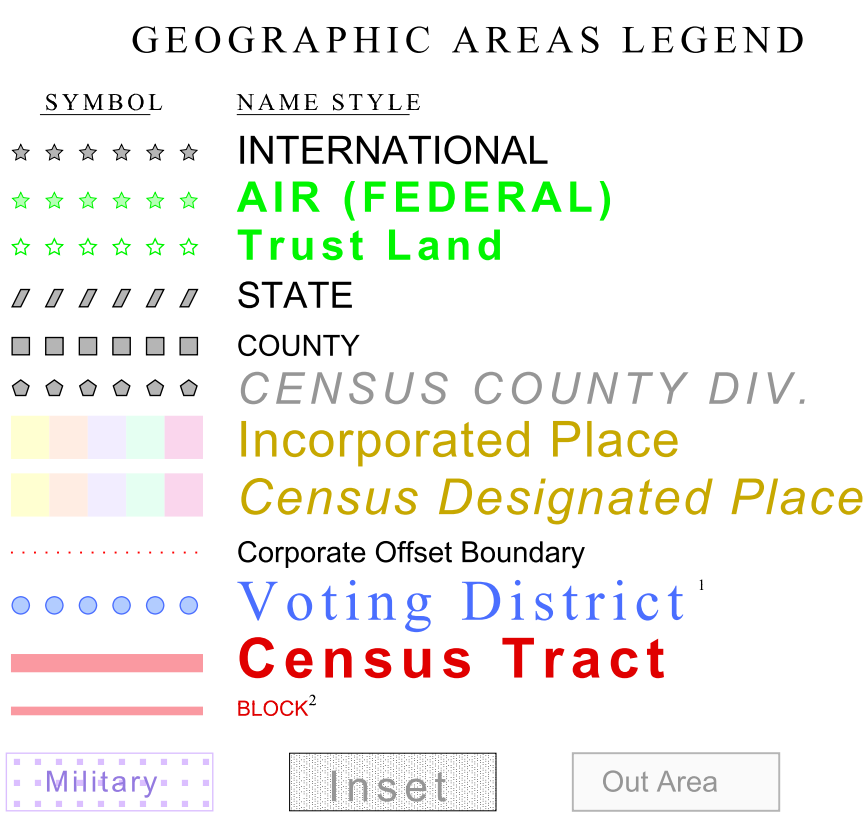 GEOGRAPHIC AREAS LEGEND
SYMBOL NAME STYLE
INTERNATIONAL
AIR (FEDERAL)
Trust Land
STATE
COUNTY
CENSUS COUNTY DIV.
Incorporated Place
Census Designated Place
Corporate Offset Boundary
Voting District 1
Census Tract
BLOCK2
Military Inset Out Area